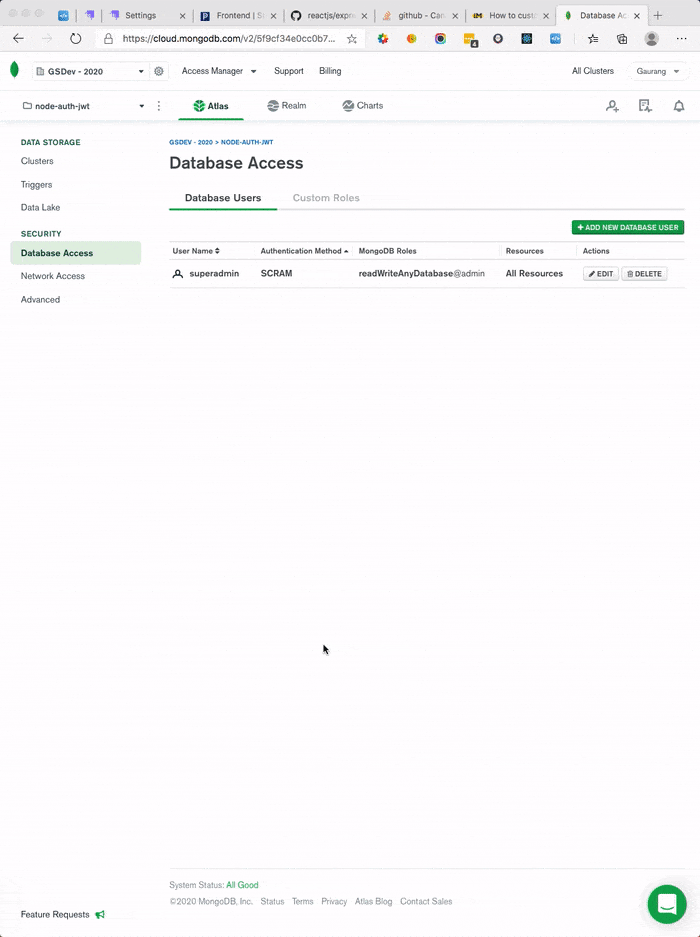 Settings
Frontend | S
reactjs/expre
github - Can
How to cust
Database Ac
https://cloud.mongodb.com/v2/5f9cf34e0cc0b7...
4
GSDev - 2020
Access Manager
Support
Billing
All Clusters
Gaurang
node-auth-jwt
Atlas
Realm
Charts
DATA STORAGE
Clusters
Triggers
Data Lake
SECURITY
Database Access
Network Access
Advanced
GSDEV - 2020 > NODE-AUTH-JWT
Database Access
Database Users
Custom Roles
+ ADD NEW DATABASE USER
User Name
Authentication Method
MongoDB Roles
Resources
Actions
superadmin
SCRAM
readWriteAnyDatabase@admin
All Resources
EDIT
DELETE
System Status: All Good
©2020 MongoDB, Inc. Status Terms Privacy Atlas Blog Contact Sales
Feature Requests